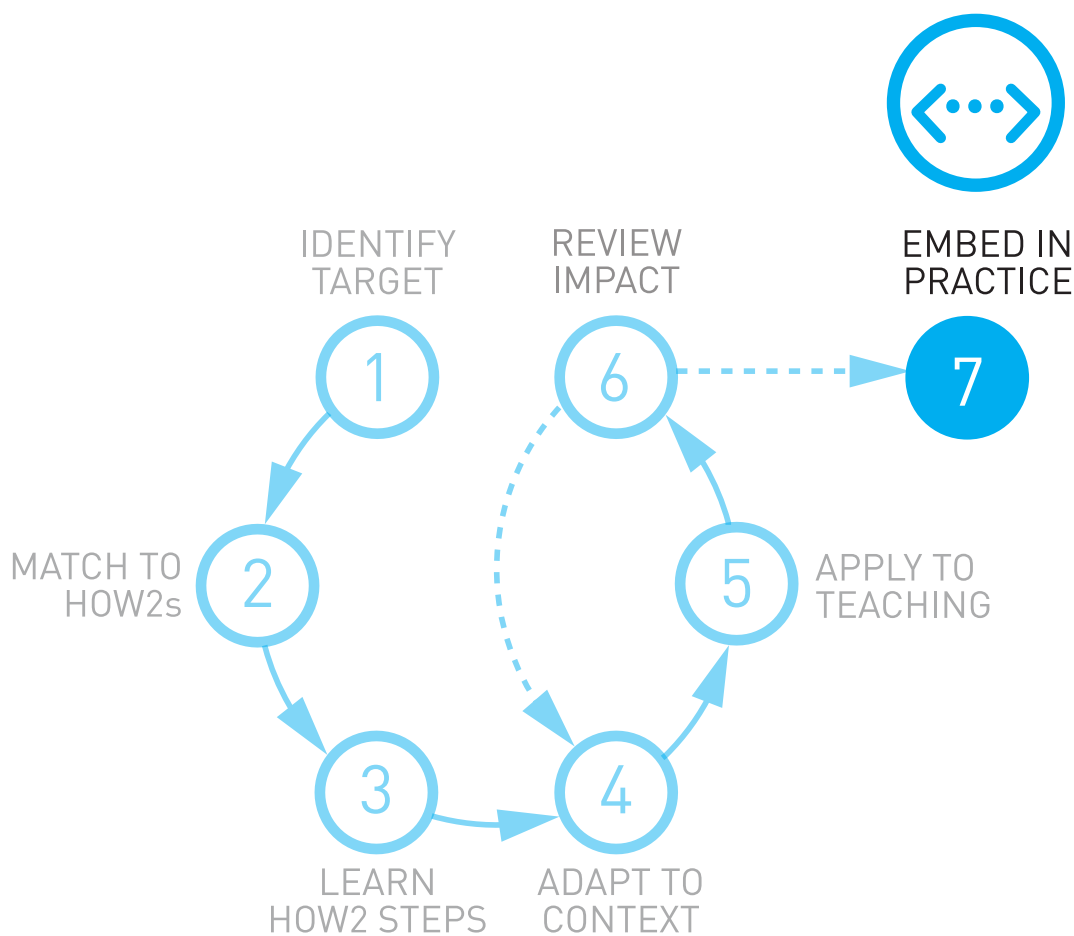 IDENTIFY
TARGET
1
REVIEW
IMPACT
6
EMBED IN
PRACTICE
7
MATCH TO
HOW2s
2
5
APPLY TO
TEACHING
3
LEARN
HOW2 STEPS
4
ADAPT TO
CONTEXT